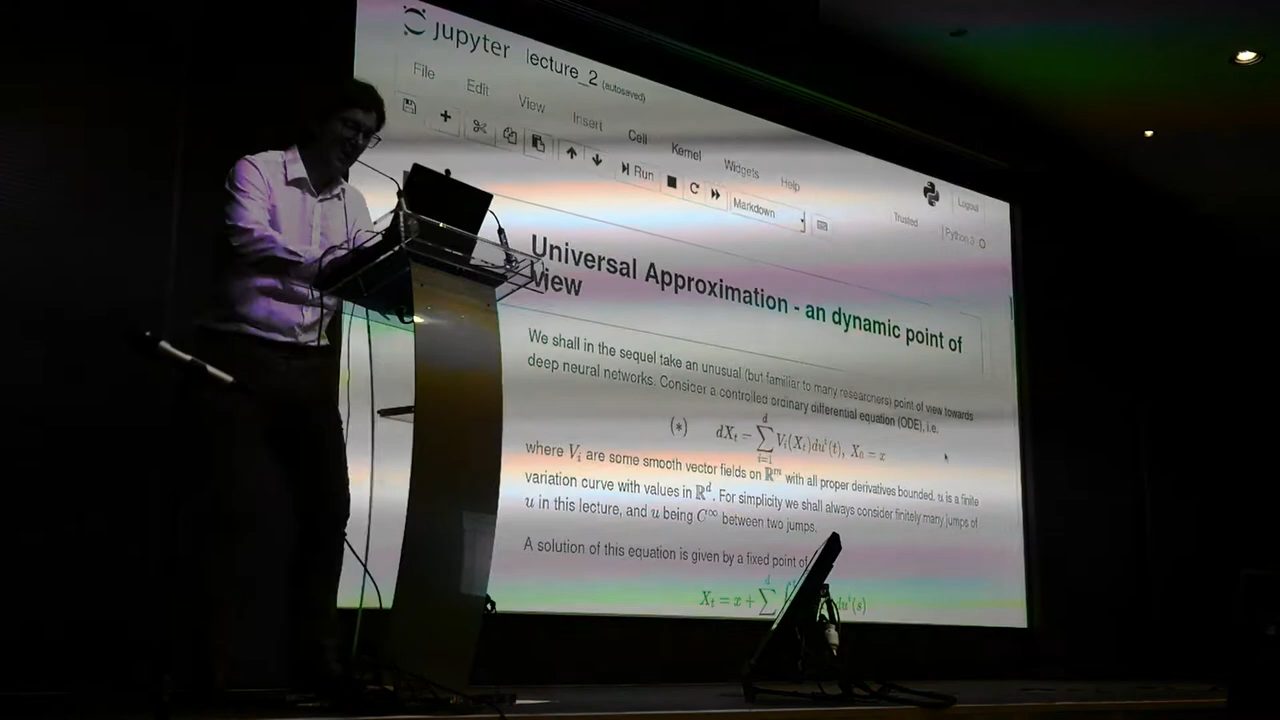 jupyter lecture_2 (autosaved)
File Edit View Insert Cell Kernel Widgets Help
Trusted Python 3 Logout
Run Markdown
Universal Approximation - an dynamic point of
view
We shall in the sequel take an unusual (but familiar to many researchers) point of view towards
deep neural networks. Consider a controlled ordinary differential equation (ODE), i.e.
(*) dX_t = ∑_{i=1}^{d} V_i(X_t)du^i(t), X_0 = x
where V_i are some smooth vector fields on ℝ^m with all proper derivatives bounded. u is a finite
variation curve with values in ℝ^d. For simplicity we shall always consider finitely many jumps of
u in this lecture, and u being C^∞ between two jumps.
A solution of this equation is given by a fixed point of
X_t = x + ∑^d ∫ du^i(s)